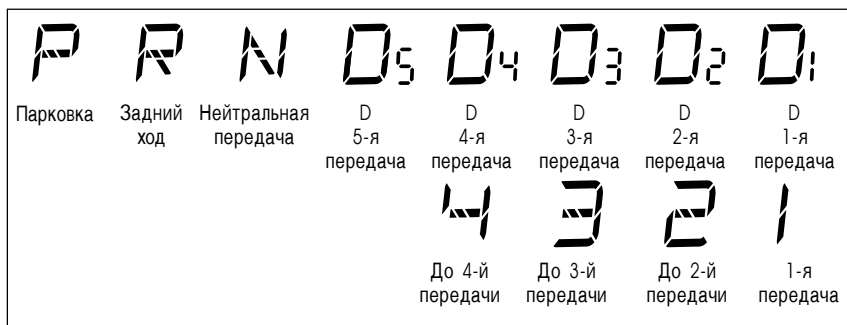 P R N D5 D4 D3 D2 D1
Парковка Задний ход Нейтральная передача D 5-я передача D 4-я передача D 3-я передача D 2-я передача D 1-я передача
4 3 2 1
До 4-й передачи До 3-й передачи До 2-й передачи 1-я передача